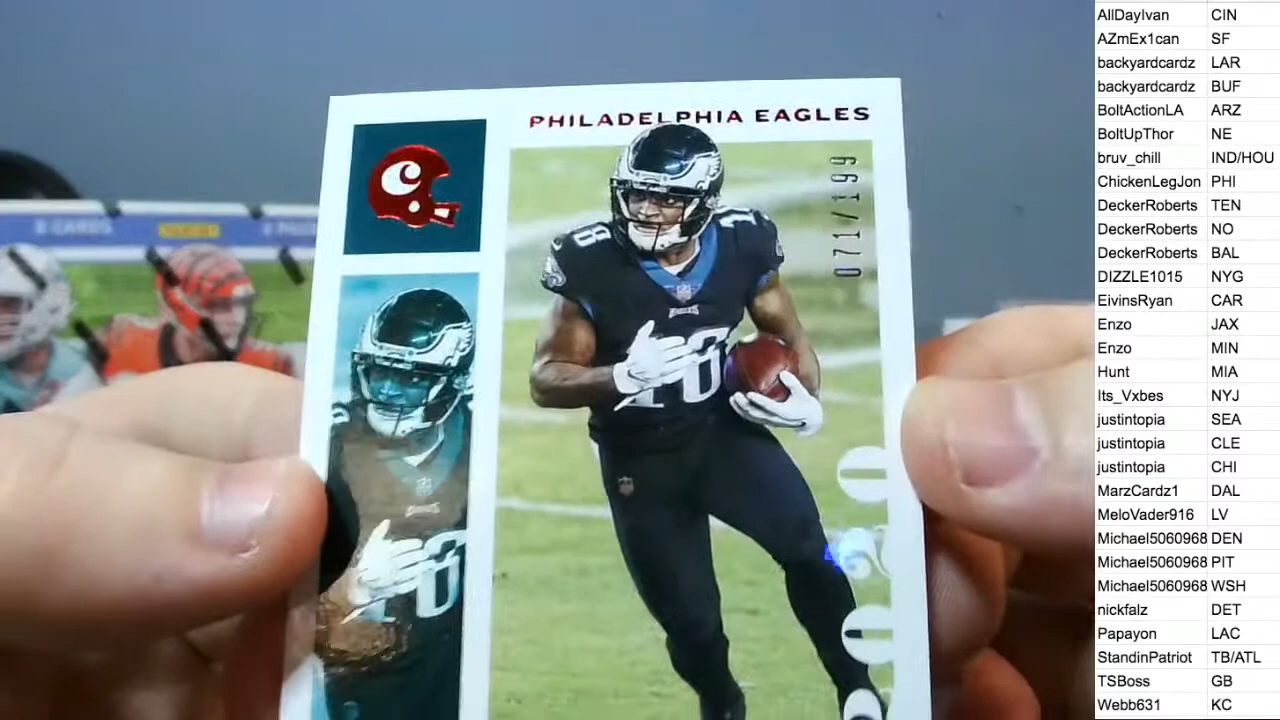 PHILADELPHIA EAGLES
071/199
18
18
EAGLES
C
AllDayIvan CIN
AZmEx1can SF
backyardcardz LAR
backyardcardz BUF
BoltActionLA ARZ
BoltUpThor NE
bruv_chill IND/HOU
ChickenLegJon PHI
DeckerRoberts TEN
DeckerRoberts NO
DeckerRoberts BAL
DIZZLE1015 NYG
EivinsRyan CAR
Enzo JAX
Enzo MIN
Hunt MIA
Its_Vxbes NYJ
justintopia SEA
justintopia CLE
justintopia CHI
MarzCardz1 DAL
MeloVader916 LV
Michael5060968 DEN
Michael5060968 PIT
Michael5060968 WSH
nickfalz DET
Papayon LAC
StandinPatriot TB/ATL
TSBoss GB
Webb631 KC